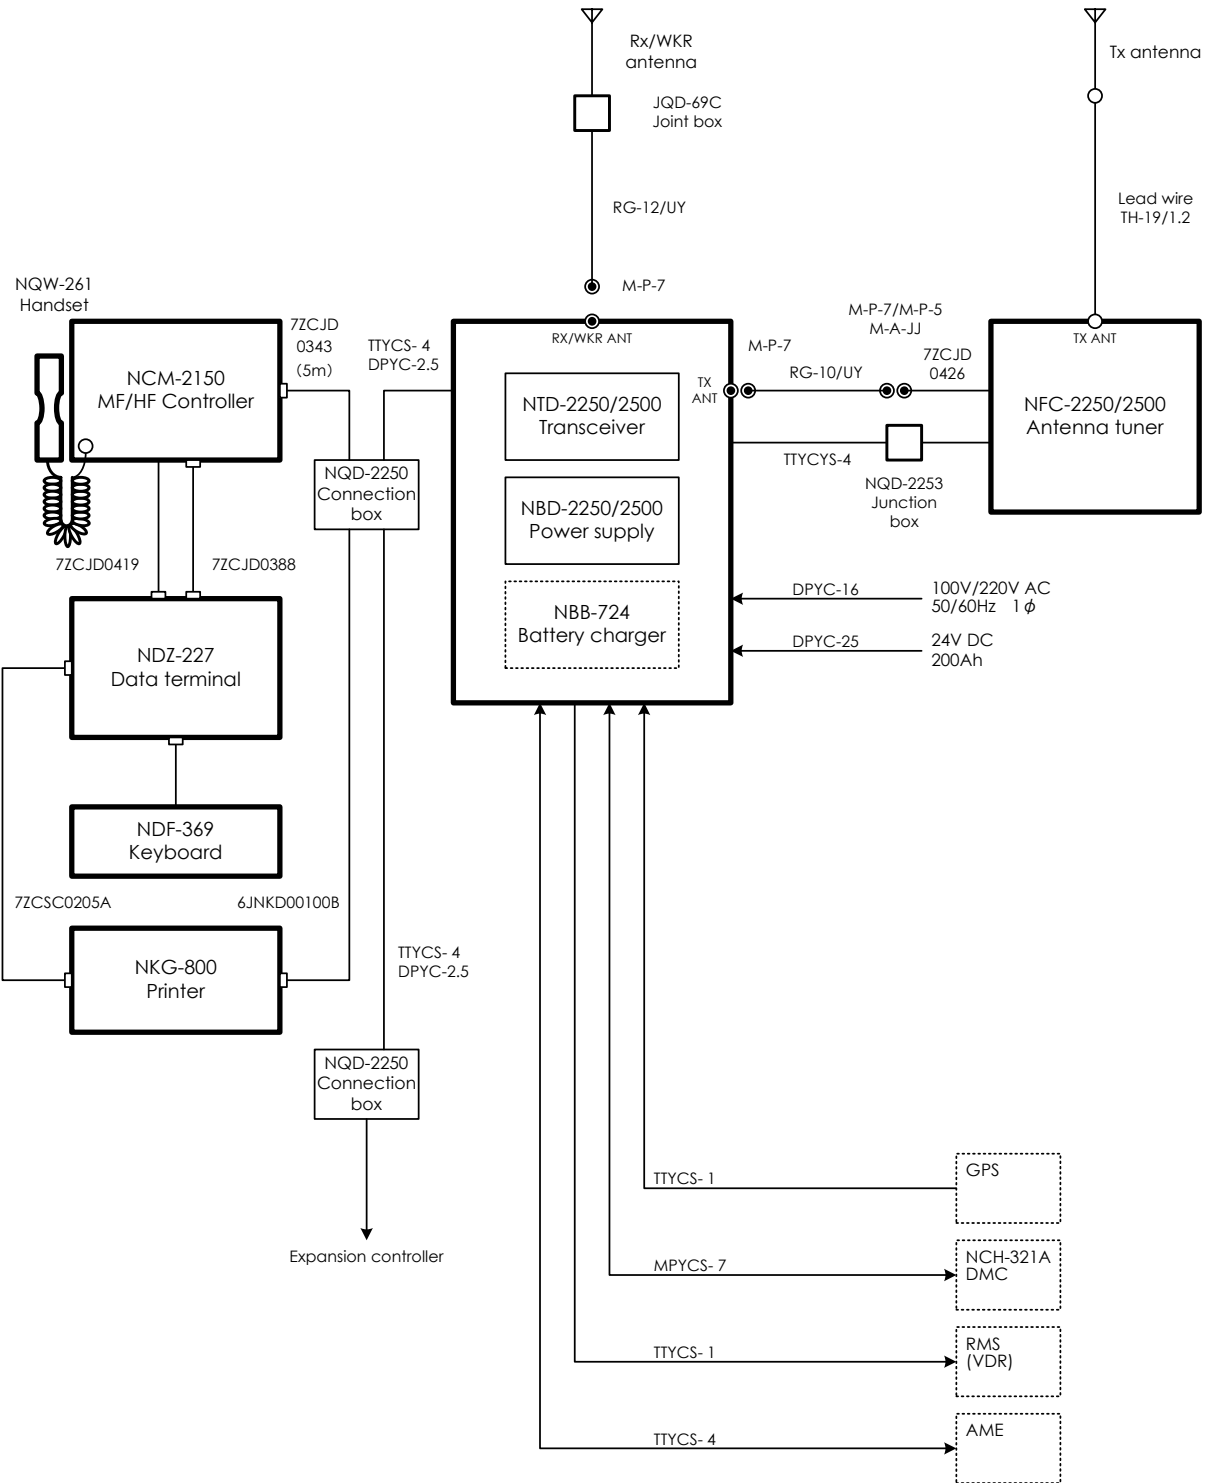 Rx/WKR
antenna
Tx antenna
JQD-69C
Joint box
RG-12/UY
Lead wire
TH-19/1.2
NQW-261
Handset
M-P-7
7ZCJD
0343
(5m)
TTYCS- 4
DPYC-2.5
RX/WKR ANT
M-P-7/M-P-5
M-A-JJ
TX ANT
NCM-2150
MF/HF Controller
M-P-7
RG-10/UY
7ZCJD
0426
TX
ANT
NTD-2250/2500
Transceiver
NFC-2250/2500
Antenna tuner
TTYCYS-4
NQD-2250
Connection
box
NBD-2250/2500
Power supply
NQD-2253
Junction
box
7ZCJD0419
7ZCJD0388
NBB-724
Battery charger
DPYC-16
100V/220V AC
50/60Hz 1ϕ
DPYC-25
24V DC
200Ah
NDZ-227
Data terminal
NDF-369
Keyboard
7ZCSC0205A
6JNKD00100B
NKG-800
Printer
TTYCS- 4
DPYC-2.5
NQD-2250
Connection
box
Expansion controller
TTYCS- 1
GPS
MPYCS- 7
NCH-321A
DMC
TTYCS- 1
RMS
(VDR)
TTYCS- 4
AME